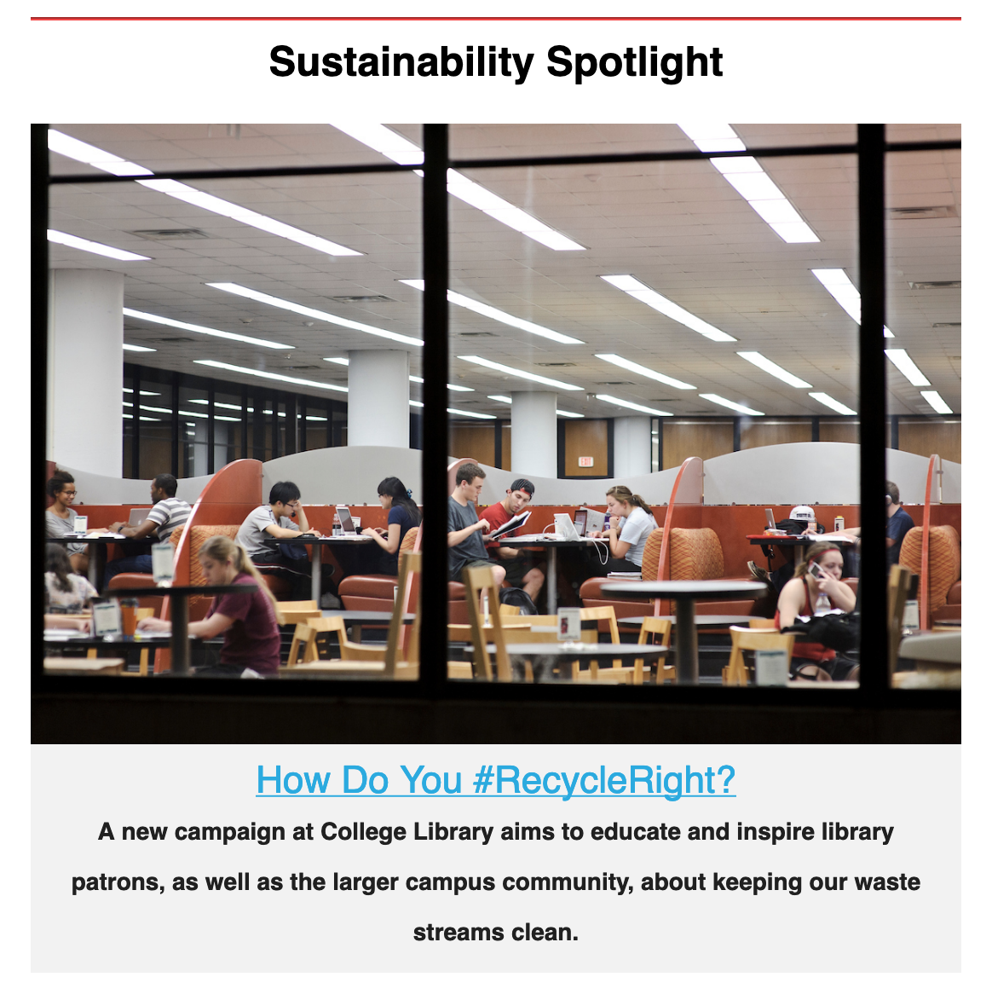 Sustainability Spotlight
How Do You #RecycleRight?
A new campaign at College Library aims to educate and inspire library
patrons, as well as the larger campus community, about keeping our waste
streams clean.